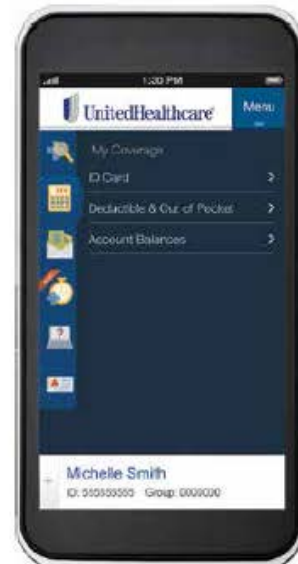 1:30 PM
UnitedHealthcare Menu
My Coverage
ID Card
Deductible & Out of Pocket
Account Balances
Michelle Smith
ID: 555555555 Group: 0000000